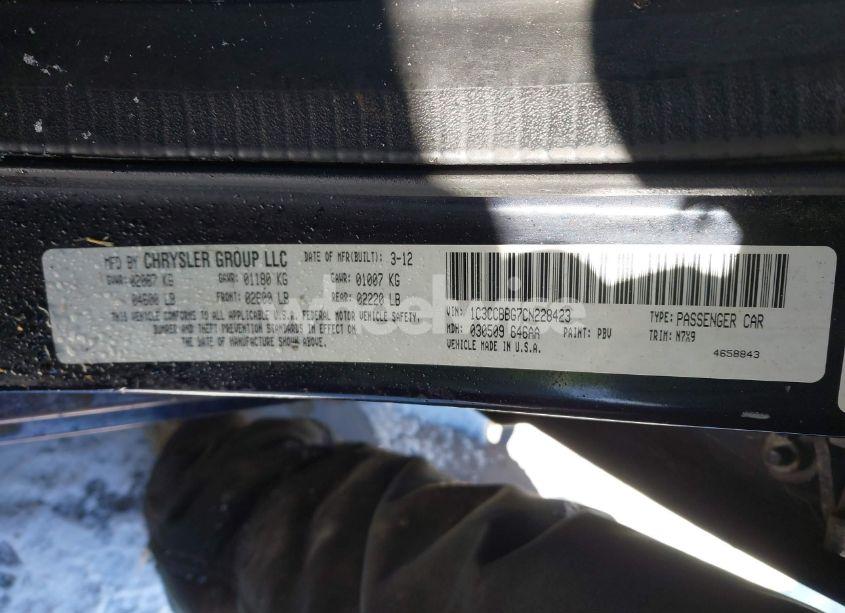 MFD BY CHRYSLER GROUP LLC
DATE OF MFR(BUILT): 3-12
GVWR: 02087 KG GAWR: 01180 KG GAWR: 01007 KG
04600 LB FRONT: 02600 LB REAR: 02220 LB
THIS VEHICLE CONFORMS TO ALL APPLICABLE U.S.A. FEDERAL MOTOR VEHICLE SAFETY,
BUMPER AND THEFT PREVENTION STANDARDS IN EFFECT ON
THE DATE OF MANUFACTURE SHOWN ABOVE.
VIN: 1C3CCBBG7CN228423
TYPE: PASSENGER CAR
MDH: 030509 646AA PAINT: PBV TRIM: N7X9
VEHICLE MADE IN U.S.A.
4658843